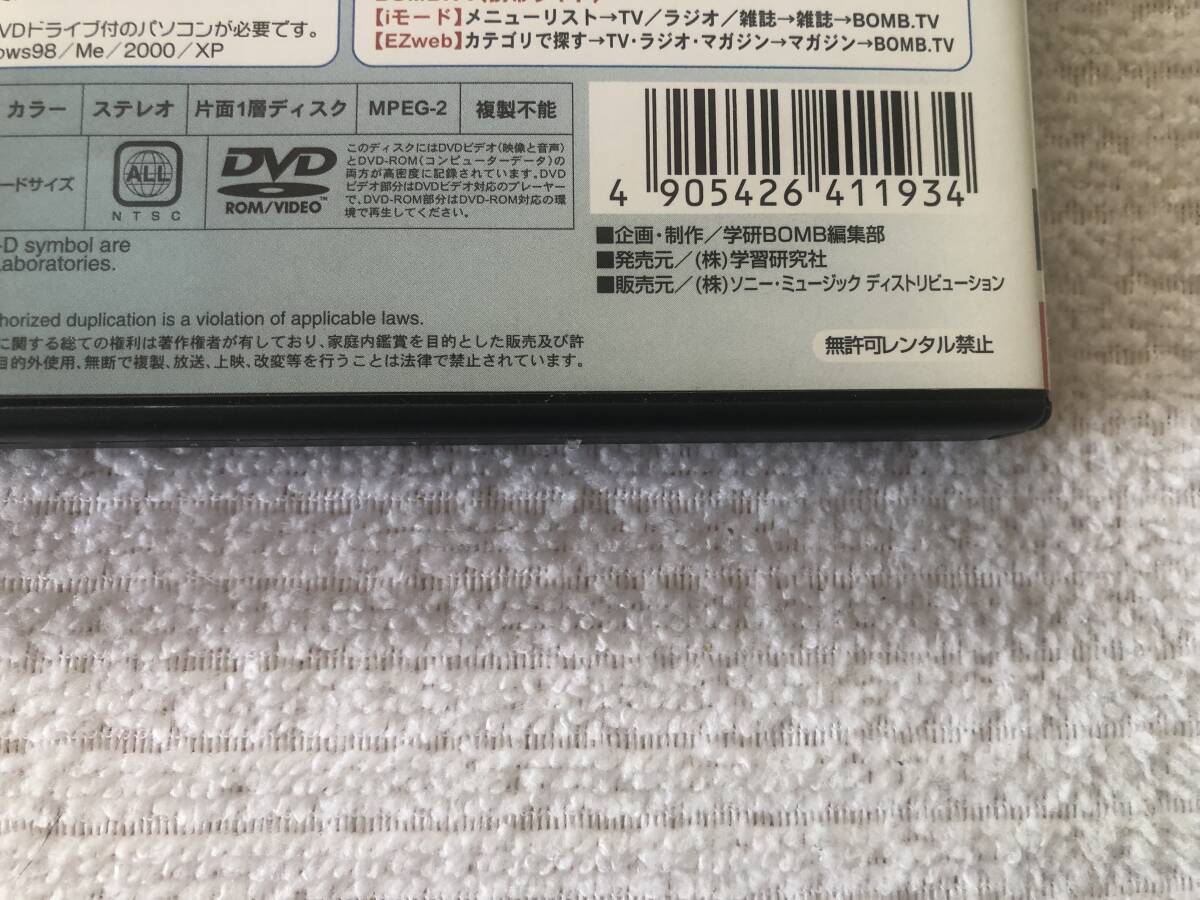 VDドライブ付のパソコンが必要です。
ows98／Me／2000／XP
【iモード】メニューリスト→TV／ラジオ／雑誌→雑誌→BOMB.TV
【EZweb】カテゴリで探す→TV・ラジオ・マガジン→マガジン→BOMB.TV
カラー
ステレオ
片面1層ディスク
MPEG-2
複製不能
ードサイズ
ALL
NTSC
DVD
ROM/VIDEO™
このディスクにはDVDビデオ(映像と音声)
とDVD-ROM(コンピューターデータ)の
両方が高密度に記録されています。DVD
ビデオ部分はDVDビデオ対応のプレーヤー
で、DVD-ROM部分はDVD-ROM対応の環
境で再生してください。
4 905426 411934
■企画・制作／学研BOMB編集部
■発売元／(株)学習研究社
■販売元／(株)ソニー・ミュージック ディストリビューション
-D symbol are
aboratories.
horized duplication is a violation of applicable laws.
に関する総ての権利は著作権者が有しており、家庭内鑑賞を目的とした販売及び許
目的外使用、無断で複製、放送、上映、改変等を行うことは法律で禁止されています。
無許可レンタル禁止